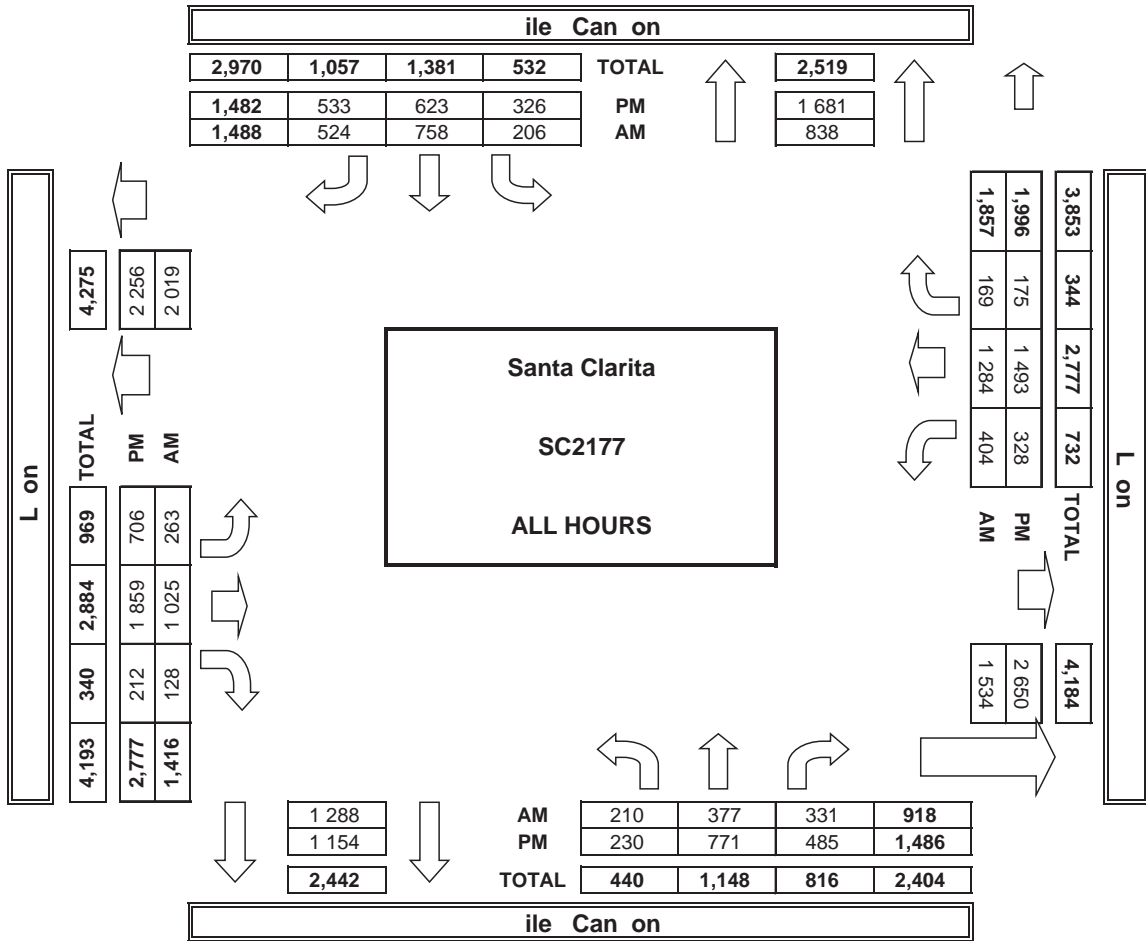 ile Can on
2,970 1,057 1,381 532 TOTAL 2,519
1,482 533 623 326 PM 1 681
1,488 524 758 206 AM 838
L on
4,275
2 256
2 019
TOTAL 969 2,884 340 4,193
PM 706 1 859 212 2,777
AM 263 1 025 128 1,416
Santa Clarita
SC2177
ALL HOURS
3,853 344 2,777 732 TOTAL 4,184
1,996 175 1 493 328 PM 2 650
1,857 169 1 284 404 AM 1 534
L on
1 288 AM 210 377 331 918
1 154 PM 230 771 485 1,486
2,442 TOTAL 440 1,148 816 2,404
ile Can on